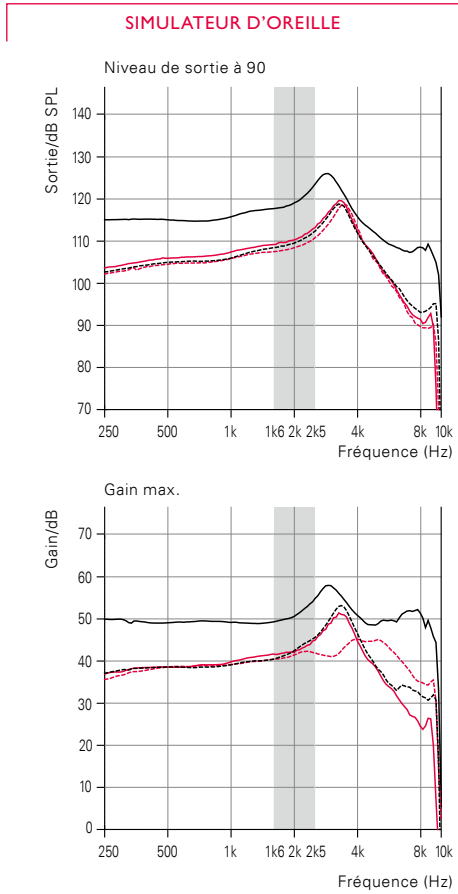 SIMULATEUR D'OREILLE
Niveau de sortie à 90
Sortie/dB SPL
140
130
120
110
100
90
80
70
250 500 1k 1k6 2k 2k5 4k 8k 10k
Fréquence (Hz)
Gain max.
Gain/dB
70
60
50
40
30
20
10
0
250 500 1k 1k6 2k 2k5 4k 8k 10k
Fréquence (Hz)